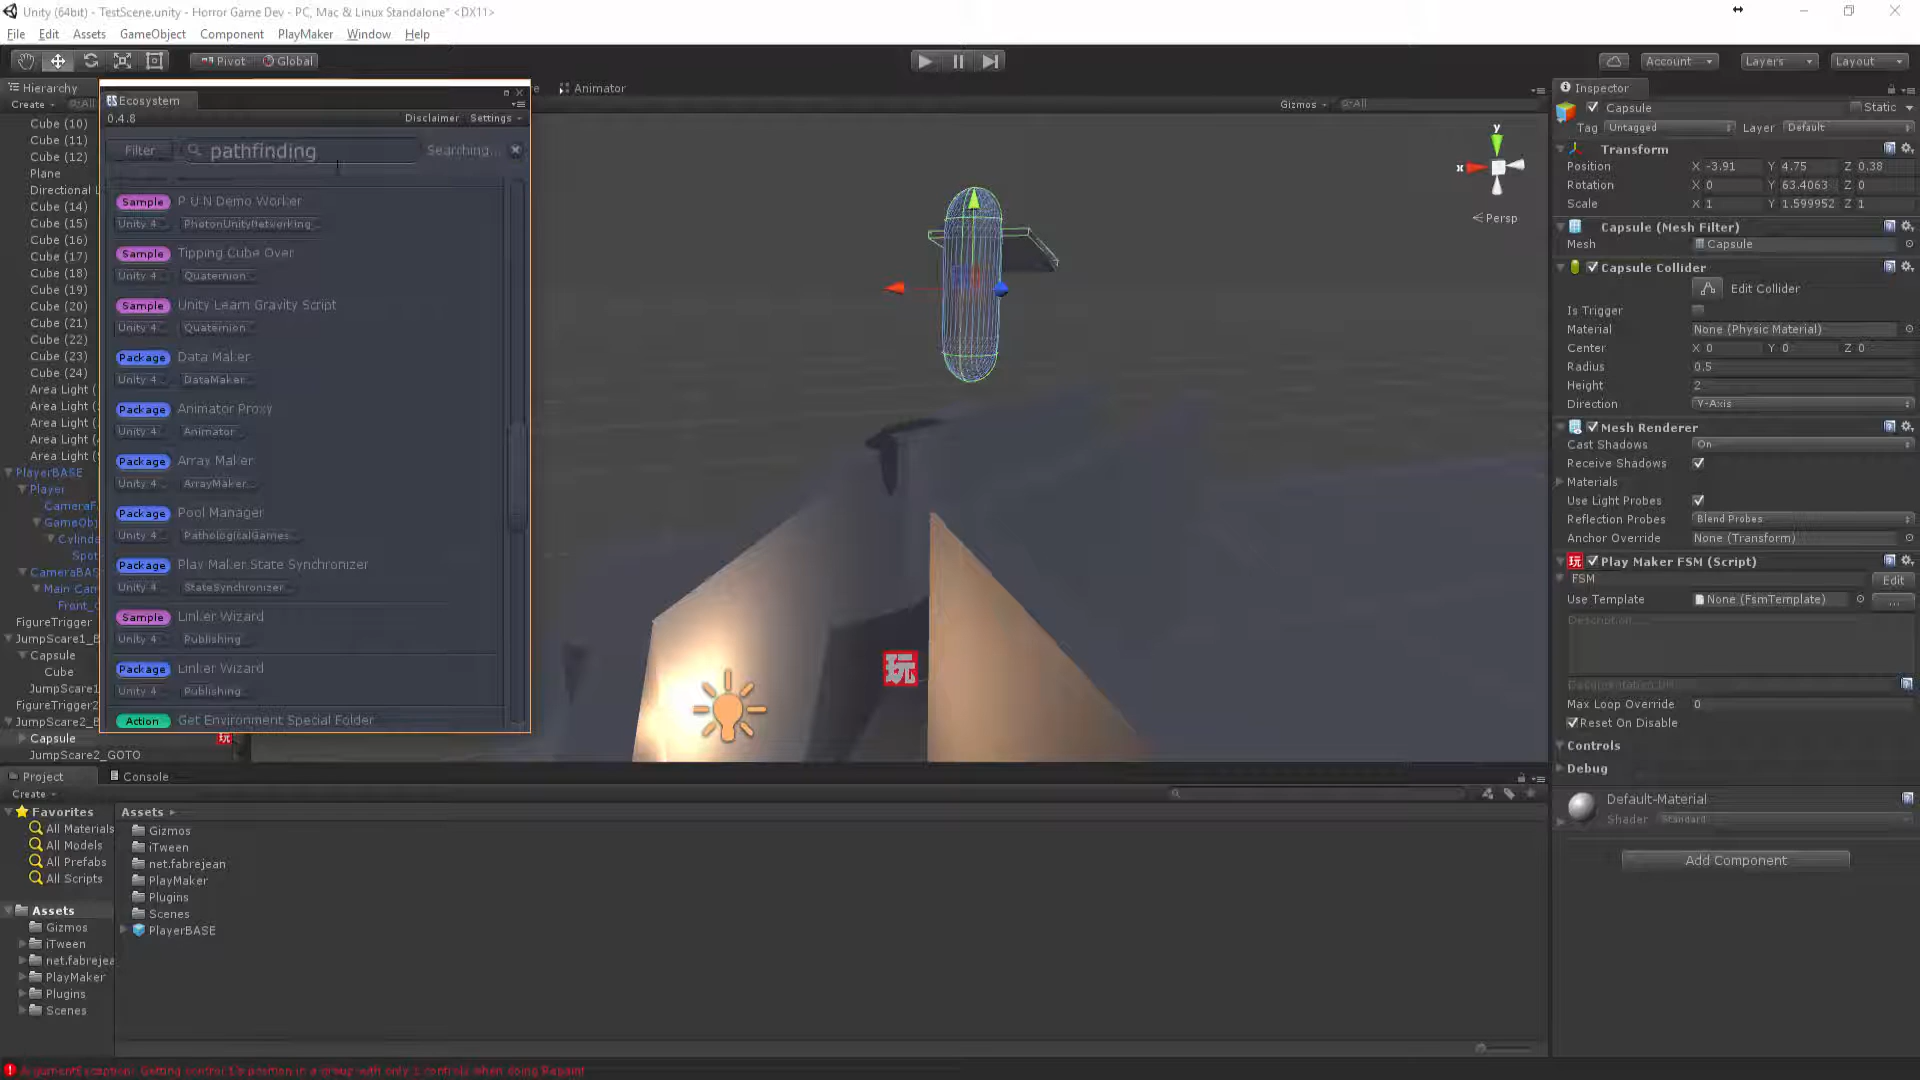 Unity (64bit) - TestScene.unity - Horror Game Dev - PC, Mac & Linux Standalone* <DX11>
File Edit Assets GameObject Component PlayMaker Window Help
Pivot Global
Account Layers Layout
Hierarchy
Create
Cube (10)
Cube (11)
Cube (12)
Plane
Directional L
Cube (14)
Cube (15)
Cube (16)
Cube (17)
Cube (18)
Cube (19)
Cube (20)
Cube (21)
Cube (22)
Cube (23)
Cube (24)
Area Light (
Area Light (
Area Light (
Area Light (
Area Light (
PlayerBASE
Player
CameraF
GameObj
Cylinde
Spot
CameraBAS
Main Cam
Front_
FigureTrigger
JumpScare1_B
Capsule
Cube
JumpScare1
FigureTrigger2
JumpScare2_B
Capsule
JumpScare2_GOTO
Ecosystem
0.4.8
Disclaimer Settings
Filter
pathfinding
Searching...
Sample P U N Demo Worker
Unity 4 PhotonUnityNetworking
Sample Tipping Cube Over
Unity 4 Quaternion
Sample Unity Learn Gravity Script
Unity 4 Quaternion
Package Data Maker
Unity 4 DataMaker
Package Animator Proxy
Unity 4 Animator
Package Array Maker
Unity 4 ArrayMaker
Package Pool Manager
Unity 4 PathologicalGames
Package Play Maker State Synchronizer
Unity 4 StateSynchronizer
Sample Linker Wizard
Unity 4 Publishing
Package Linker Wizard
Unity 4 Publishing
Action Get Environment Special Folder
Animator
Gizmos All
y
x
Persp
玩
Inspector
Capsule Static
Tag Untagged Layer Default
Transform
Position X -3.91 Y 4.75 Z 0.38
Rotation X 0 Y 63.4063 Z 0
Scale X 1 Y 1.599952 Z 1
Capsule (Mesh Filter)
Mesh Capsule
Capsule Collider
Edit Collider
Is Trigger
Material None (Physic Material)
Center X 0 Y 0 Z 0
Radius 0.5
Height 2
Direction Y-Axis
Mesh Renderer
Cast Shadows On
Receive Shadows
Materials
Use Light Probes
Reflection Probes Blend Probes
Anchor Override None (Transform)
Play Maker FSM (Script)
FSM Edit
Use Template None (FsmTemplate) ...
Description...
Max Loop Override 0
Reset On Disable
Controls
Debug
Default-Material
Shader Standard
Add Component
Project Console
Create
Favorites
All Materials
All Models
All Prefabs
All Scripts
Assets
Gizmos
iTween
net.fabrejea
PlayMaker
Plugins
Scenes
Assets
Gizmos
iTween
net.fabrejean
PlayMaker
Plugins
Scenes
PlayerBASE
ArgumentException: Getting control 1's position in a group with only 1 controls when doing Repaint